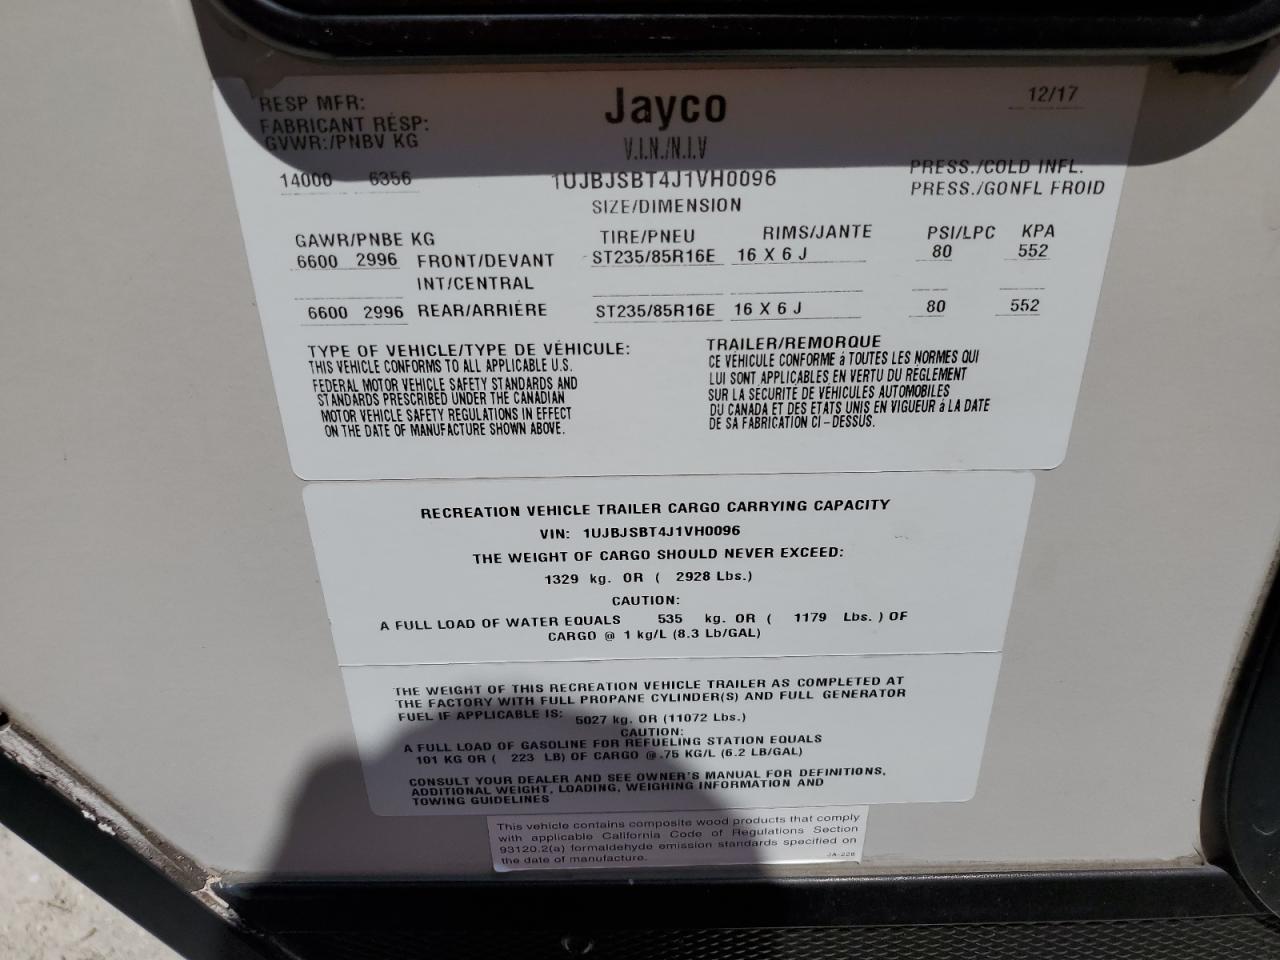 RESP MFR:
FABRICANT RÉSP:
Jayco
12/17
GVWR:/PNBV KG
V.I.N./N.I.V
14000 6356
1UJBJSBT4J1VH0096
PRESS./COLD INFL.
PRESS./GONFL FROID
SIZE/DIMENSION
GAWR/PNBE KG
TIRE/PNEU RIMS/JANTE PSI/LPC KPA
6600 2996 FRONT/DEVANT ST235/85R16E 16 X 6 J 80 552
INT/CENTRAL
6600 2996 REAR/ARRIÈRE ST235/85R16E 16 X 6 J 80 552
TYPE OF VEHICLE/TYPE DE VÉHICULE: TRAILER/REMORQUE
THIS VEHICLE CONFORMS TO ALL APPLICABLE U.S.
FEDERAL MOTOR VEHICLE SAFETY STANDARDS AND
STANDARDS PRESCRIBED UNDER THE CANADIAN
MOTOR VEHICLE SAFETY REGULATIONS IN EFFECT
ON THE DATE OF MANUFACTURE SHOWN ABOVE.
CE VÉHICULE CONFORME à TOUTES LES NORMES QUI
LUI SONT APPLICABLES EN VERTU DU REGLEMENT
SUR LA SÉCURITE DE VÉHICULES AUTOMOBILES
DU CANADA ET DES ETATS UNIS EN VIGUEUR à LA DATE
DE SA FABRICATION CI-DESSUS.
RECREATION VEHICLE TRAILER CARGO CARRYING CAPACITY
VIN: 1UJBJSBT4J1VH0096
THE WEIGHT OF CARGO SHOULD NEVER EXCEED:
1329 kg. OR ( 2928 Lbs.)
CAUTION:
A FULL LOAD OF WATER EQUALS 535 kg. OR ( 1179 Lbs. ) OF
CARGO @ 1 kg/L (8.3 Lb/GAL)
THE WEIGHT OF THIS RECREATION VEHICLE TRAILER AS COMPLETED AT
THE FACTORY WITH FULL PROPANE CYLINDER(S) AND FULL GENERATOR
FUEL IF APPLICABLE IS: 5027 kg. OR (11072 Lbs.)
CAUTION:
A FULL LOAD OF GASOLINE FOR REFUELING STATION EQUALS
101 KG OR ( 223 LB) OF CARGO @ .75 KG/L (6.2 LB/GAL)
CONSULT YOUR DEALER AND SEE OWNER'S MANUAL FOR DEFINITIONS,
ADDITIONAL WEIGHT, LOADING, WEIGHING INFORMATION AND
TOWING GUIDELINES
This vehicle contains composite wood products that comply
with applicable California Code of Regulations Section
93120.2(a) formaldehyde emission standards specified on
the date of manufacture.
JA-228